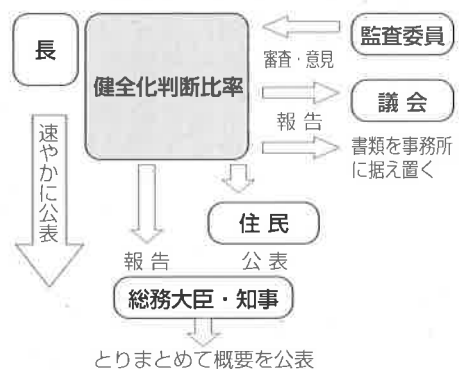 長
健全化判断比率
監査委員
審査・意見
議会
報告
書類を事務所
に据え置く
速やかに公表
住民
報告
公表
総務大臣・知事
とりまとめて概要を公表